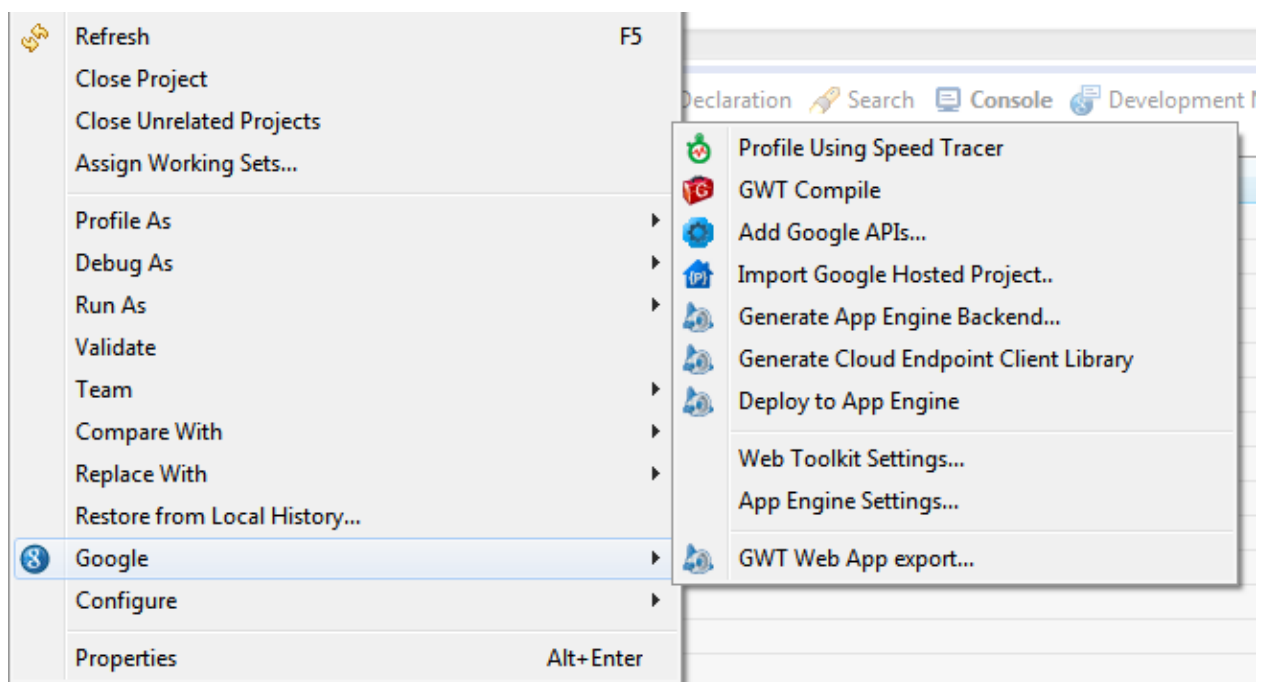 Refresh F5
Close Project
Close Unrelated Projects
Assign Working Sets...
Profile As
Debug As
Run As
Validate
Team
Compare With
Replace With
Restore from Local History...
Google
Configure
Properties Alt+Enter
Declaration Search Console Development
Profile Using Speed Tracer
GWT Compile
Add Google APIs...
Import Google Hosted Project..
Generate App Engine Backend...
Generate Cloud Endpoint Client Library
Deploy to App Engine
Web Toolkit Settings...
App Engine Settings...
GWT Web App export...